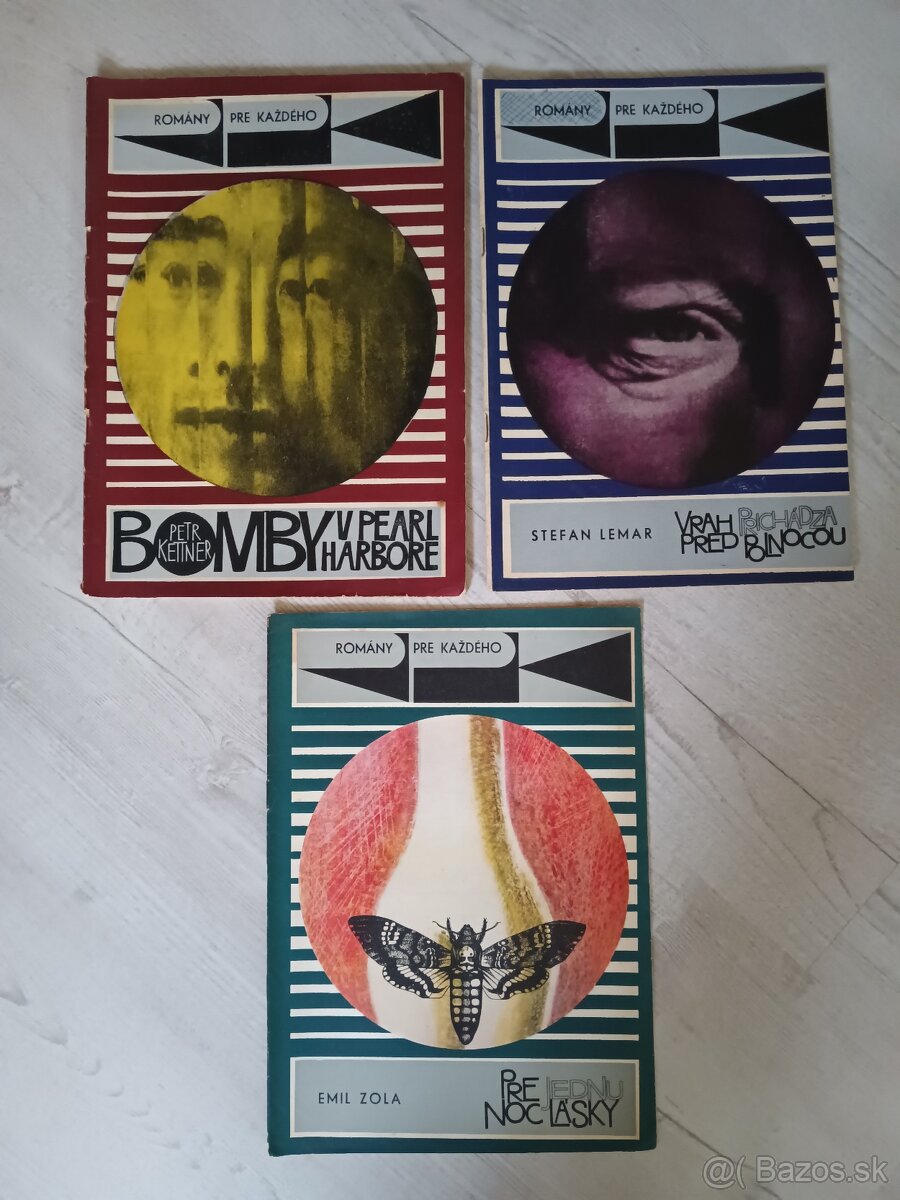 ROMÁNY PRE KAŽDÉHO
PETR
KETTNER
BOMBY V PEARL
HARBORE
ROMÁNY PRE KAŽDÉHO
STEFAN LEMAR
VRAH PRICHÁDZA
PRED POLNOCOU
ROMÁNY PRE KAŽDÉHO
EMIL ZOLA
PRE JEDNU
NOC LÁSKY
@( Bazos.sk